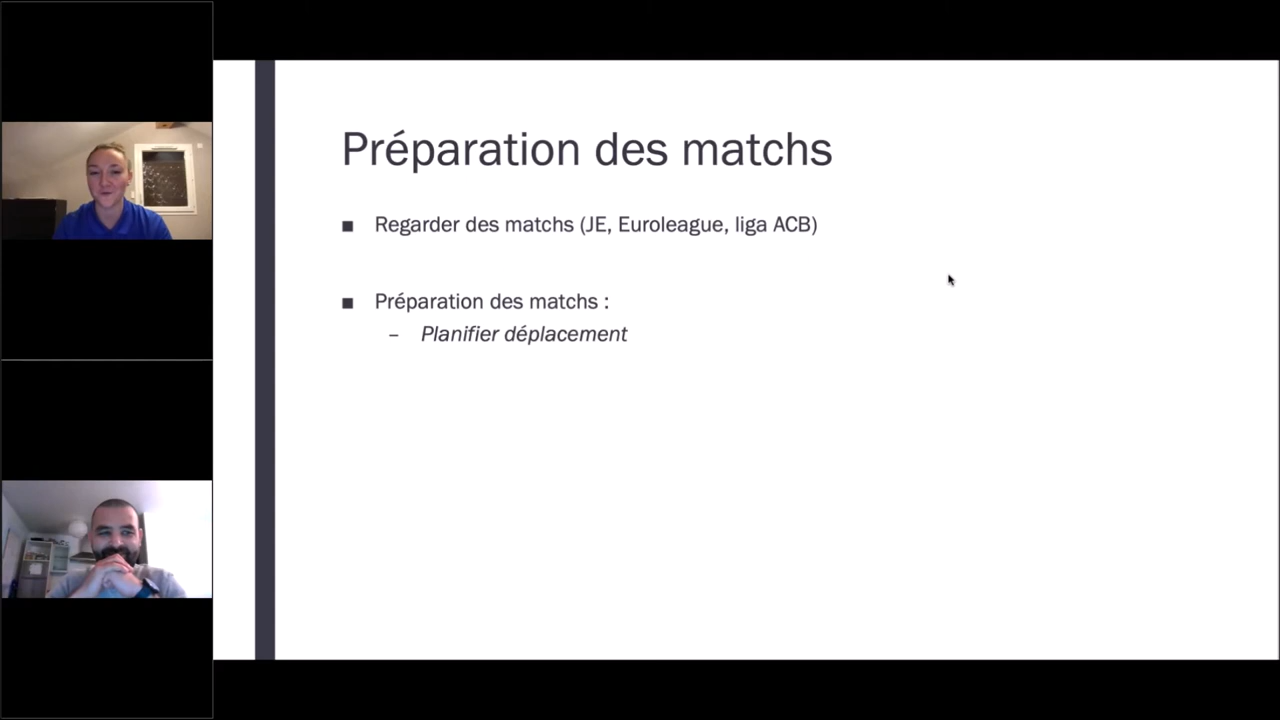 Préparation des matchs
■ Regarder des matchs (JE, Euroleague, liga ACB)
■ Préparation des matchs :
– Planifier déplacement